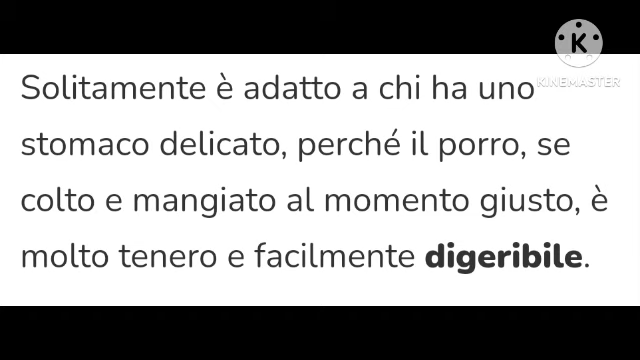 K
KINEMASTER
Solitamente è adatto a chi ha uno
stomaco delicato, perché il porro, se
colto e mangiato al momento giusto, è
molto tenero e facilmente digeribile.